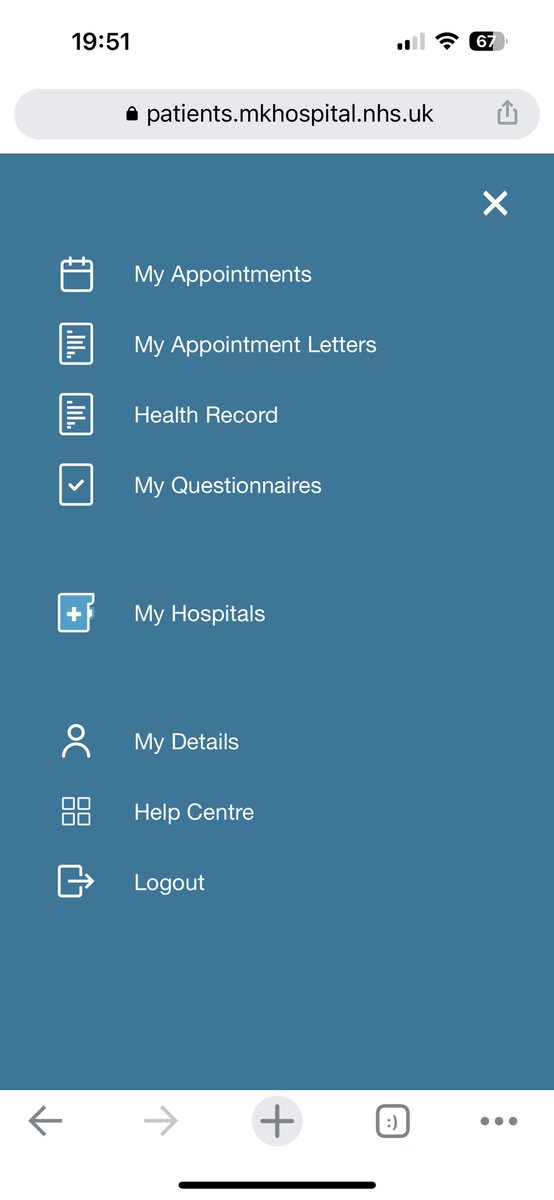 19:51
67
patients.mkhospital.nhs.uk
My Appointments
My Appointment Letters
Health Record
My Questionnaires
My Hospitals
My Details
Help Centre
Logout
:)